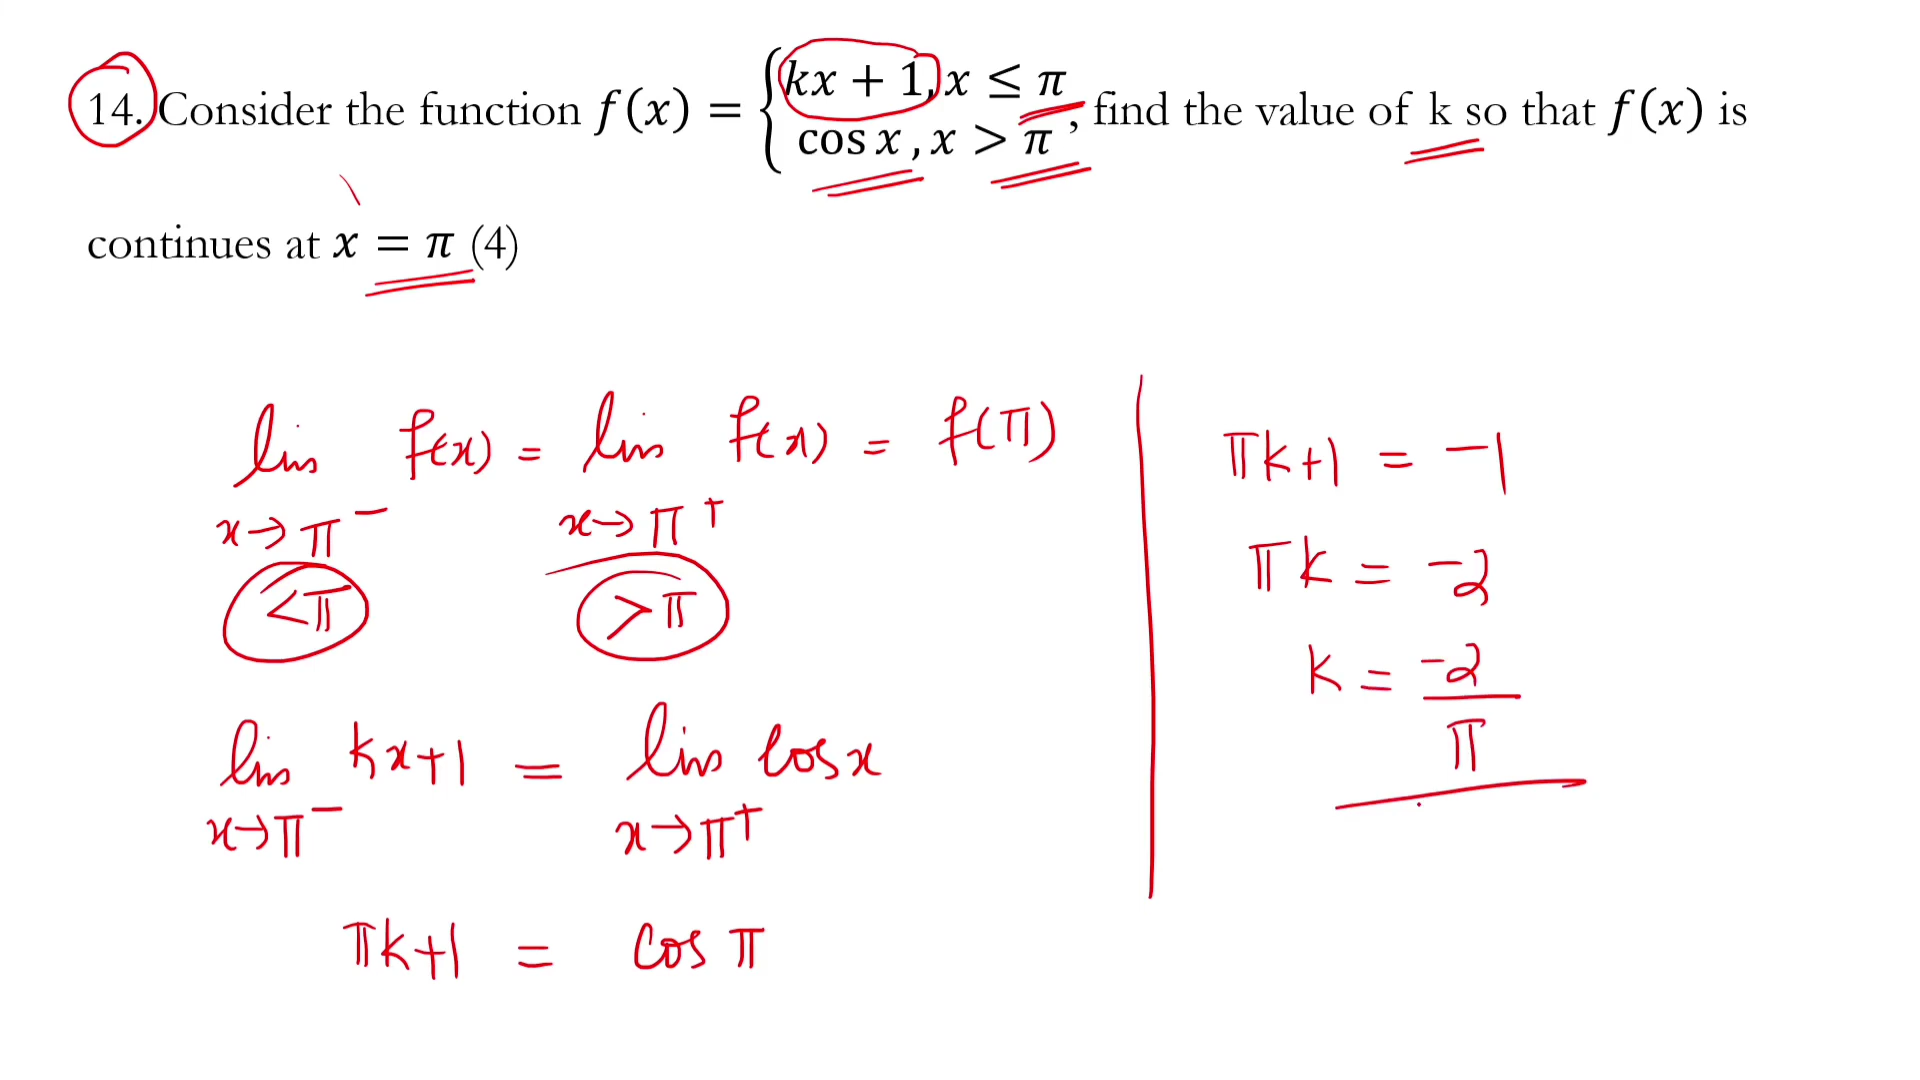 14. Consider the function f(x) = { kx + 1, x ≤ π
cos x , x > π , find the value of k so that f(x) is
continues at x = π (4)
lim f(x) = lim f(x) = f(π)
x→π⁻ x→π⁺
<π >π
lim kx+1 = lim cosx
x→π⁻ x→π⁺
πk+1 = cos π
πk+1 = -1
πk = -2
k = -2
π